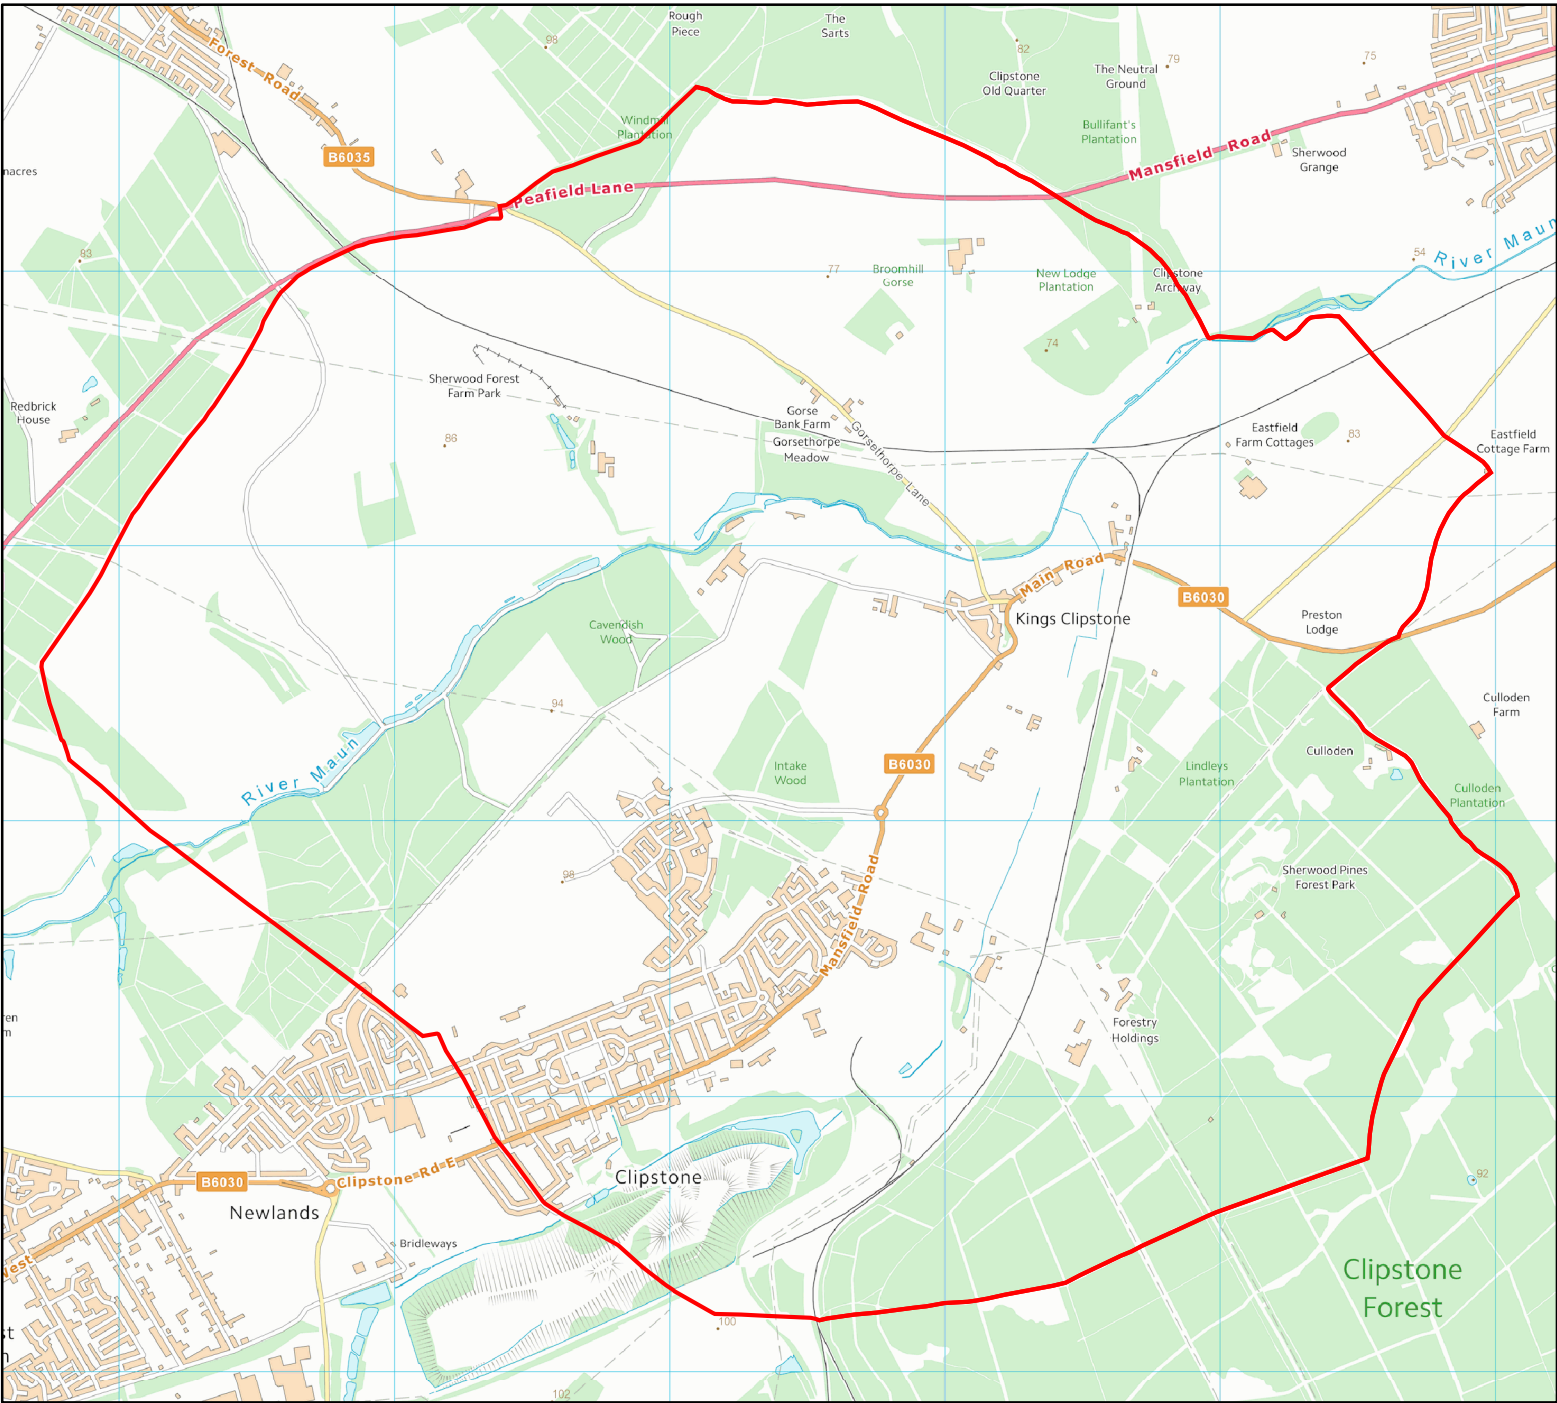 Rough
Piece
The
Sarts
98
82
Clipstone
Old Quarter
The Neutral
Ground
79
75
Forest Road
Windmill
Plantation
Bullifant's
Plantation
Mansfield Road
Sherwood
Grange
B6035
nacres
Peafield Lane
83
77
Broomhill
Gorse
New Lodge
Plantation
Clipstone
Archway
54
River Maun
74
Sherwood Forest
Farm Park
Redbrick
House
86
Gorse
Bank Farm
Gorsethorpe
Meadow
Gorsethorpe Lane
Eastfield
Farm Cottages
83
Eastfield
Cottage Farm
Main Road
B6030
Kings Clipstone
Cavendish
Wood
Preston
Lodge
94
Culloden
Farm
River Maun
Intake
Wood
B6030
Lindleys
Plantation
Culloden
Culloden
Plantation
98
Mansfield Road
Sherwood Pines
Forest Park
en
m
Forestry
Holdings
Clipstone
B6030
Clipstone Rd E
Newlands
92
Bridleways
West
Clipstone
Forest
100
st
n
102